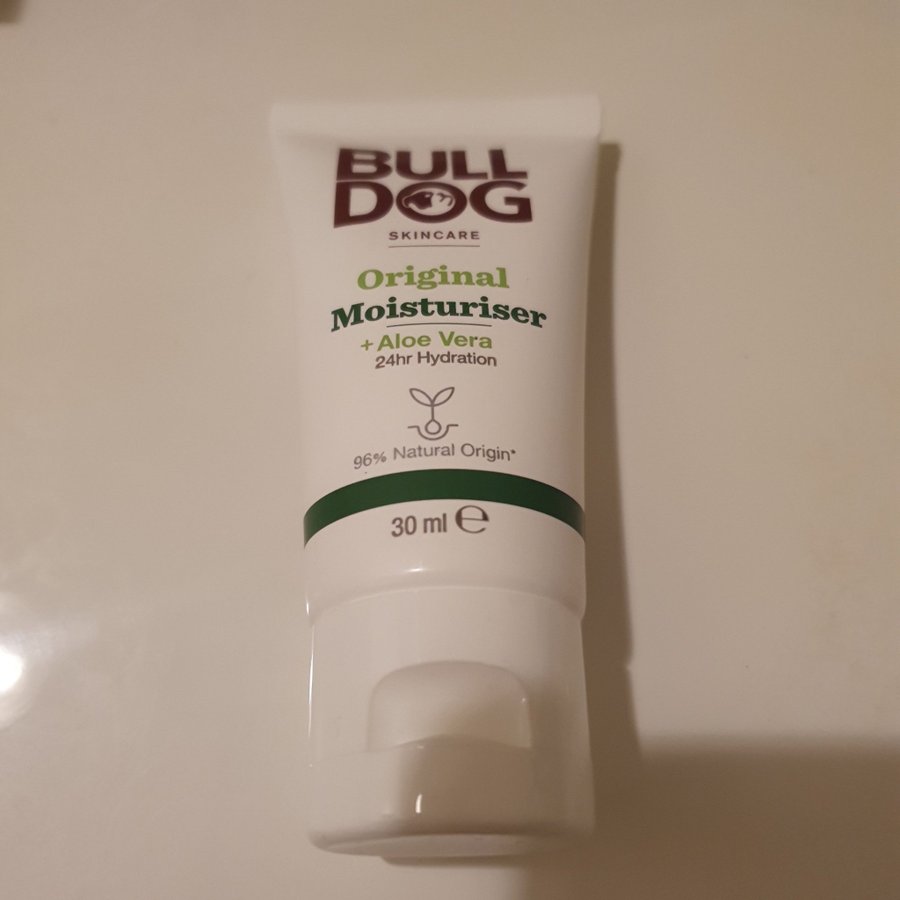 BULL
DOG
SKINCARE
Original
Moisturiser
+ Aloe Vera
24hr Hydration
96% Natural Origin*
30 ml ℮